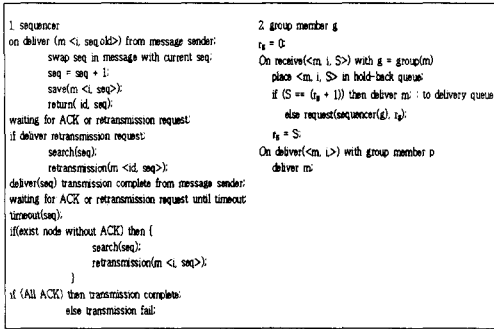 1. sequencer
on deliver (m <i, seq_old>) from message sender;
swap seq in message with current seq;
seq = seq + 1;
save(m <i, seq>);
return( id, seq);
waiting for ACK or retransmission request;
if deliver retransmission request;
search(seq);
retransmission(m <id, seq>);
deliver(seq) transmission complete from message sender;
waiting for ACK or retransmission request until timeout;
timeout(seq);
if(exist node without ACK) then {
search(seq);
retransmission(m <i, seq>);
}
if (All ACK) then transmission complete;
else transmission fail;
2. group member g
r_g = 0;
On receive(<m, i, S>) with g = group(m)
place <m, i, S> in hold-back queue;
if (S == (r_g + 1)) then deliver m; : to delivery queue
else request(sequencer(g), r_g);
r_g = S;
On deliver(<m, i>) with group member p
deliver m;